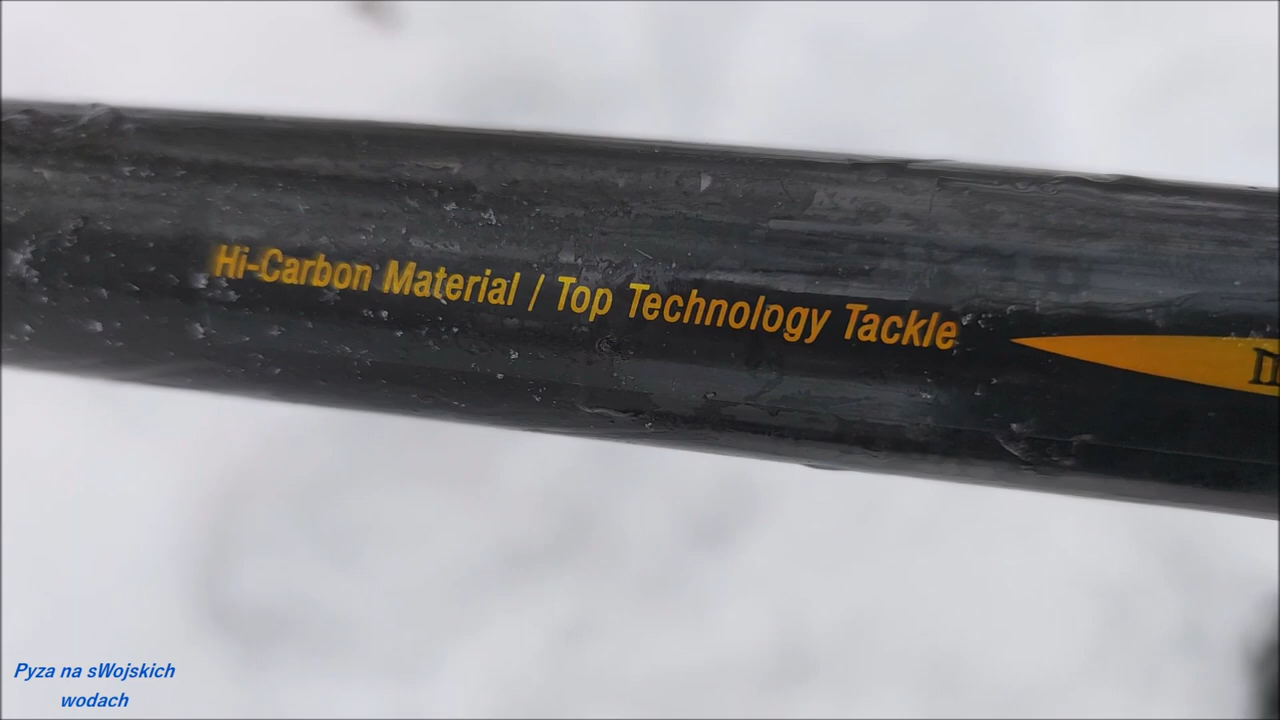 Hi-Carbon Material / Top Technology Tackle
Pyza na sWojskich
wodach